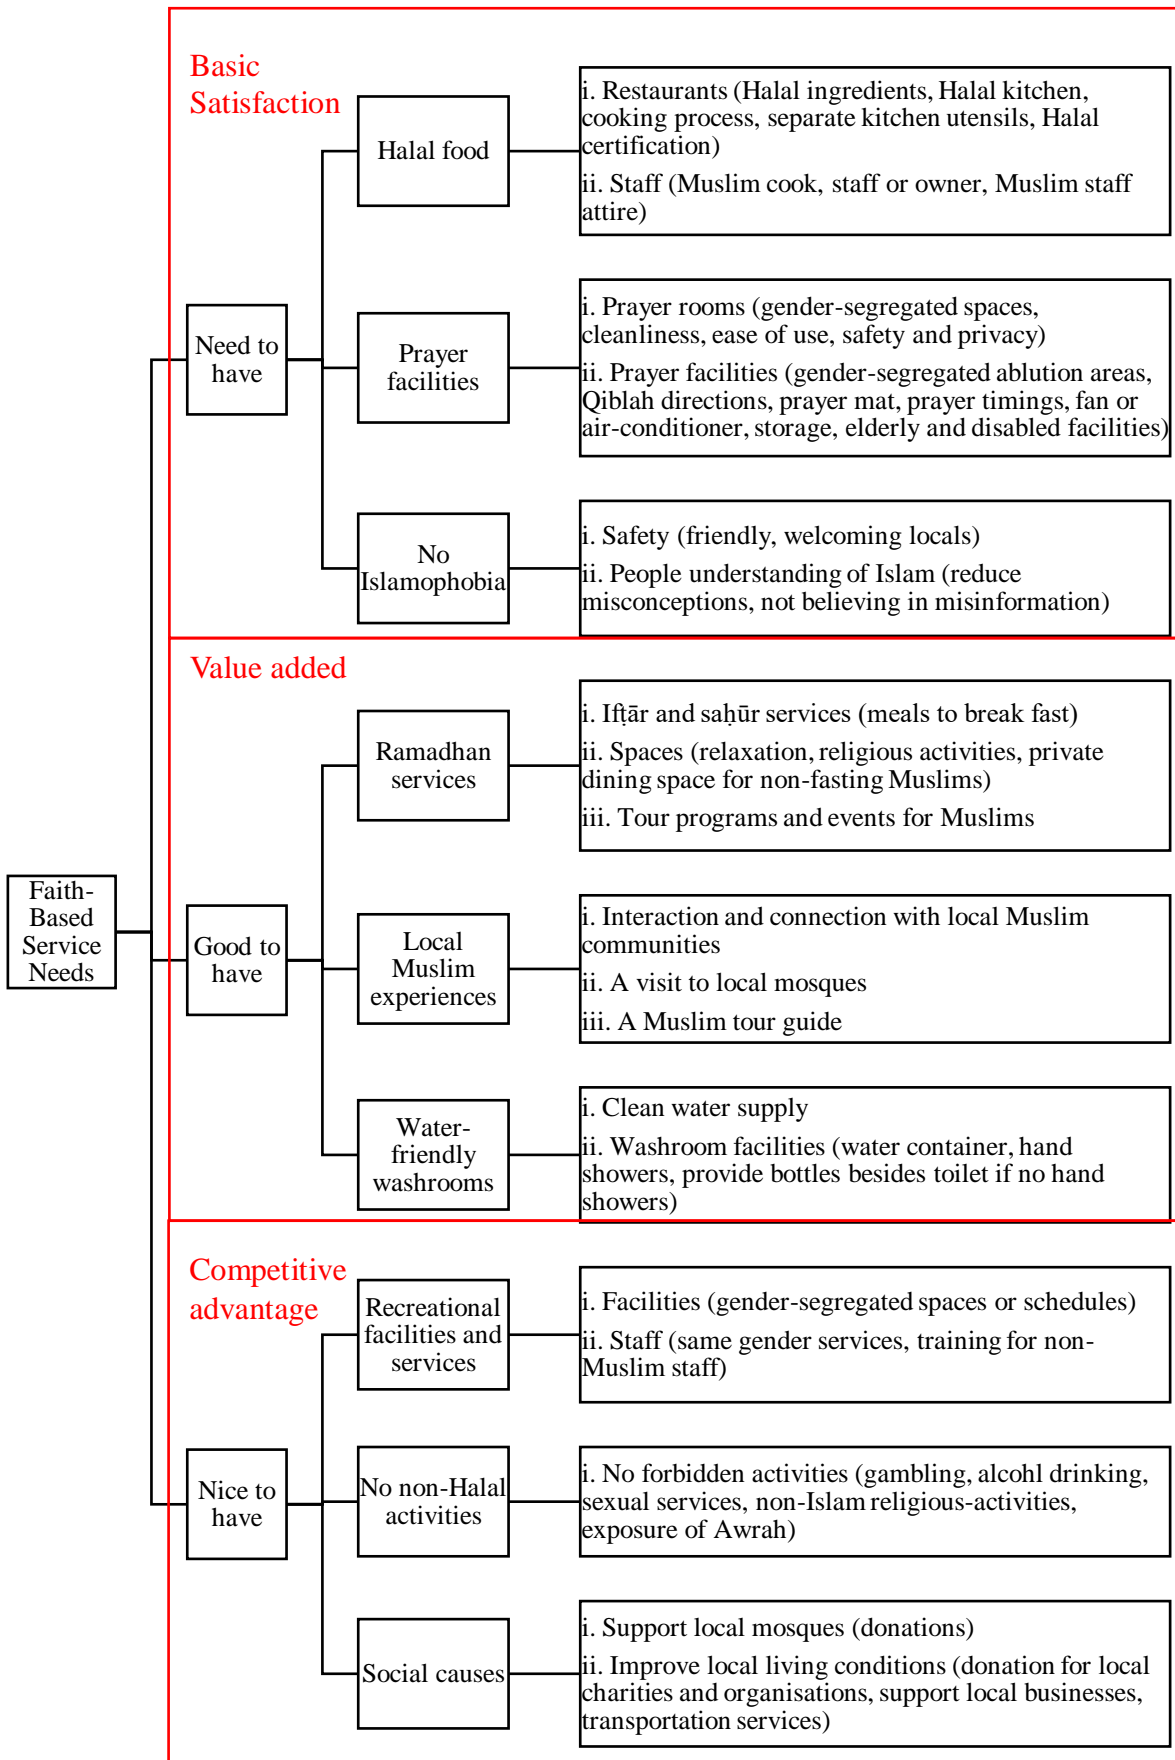 Basic
Satisfaction
Halal food
i. Restaurants (Halal ingredients, Halal kitchen,
cooking process, separate kitchen utensils, Halal
certification)
ii. Staff (Muslim cook, staff or owner, Muslim staff
attire)
Need to
have
Prayer
facilities
i. Prayer rooms (gender-segregated spaces,
cleanliness, ease of use, safety and privacy)
ii. Prayer facilities (gender-segregated ablution areas,
Qiblah directions, prayer mat, prayer timings, fan or
air-conditioner, storage, elderly and disabled facilities)
No
Islamophobia
i. Safety (friendly, welcoming locals)
ii. People understanding of Islam (reduce
misconceptions, not believing in misinformation)
Value added
Ramadhan
services
i. Ifṭār and saḥūr services (meals to break fast)
ii. Spaces (relaxation, religious activities, private
dining space for non-fasting Muslims)
iii. Tour programs and events for Muslims
Faith-
Based
Service
Needs
Good to
have
Local
Muslim
experiences
i. Interaction and connection with local Muslim
communities
ii. A visit to local mosques
iii. A Muslim tour guide
Water-
friendly
washrooms
i. Clean water supply
ii. Washroom facilities (water container, hand
showers, provide bottles besides toilet if no hand
showers)
Competitive
advantage
Recreational
facilities and
services
i. Facilities (gender-segregated spaces or schedules)
ii. Staff (same gender services, training for non-
Muslim staff)
Nice to
have
No non-Halal
activities
i. No forbidden activities (gambling, alcohl drinking,
sexual services, non-Islam religious-activities,
exposure of Awrah)
Social causes
i. Support local mosques (donations)
ii. Improve local living conditions (donation for local
charities and organisations, support local businesses,
transportation services)